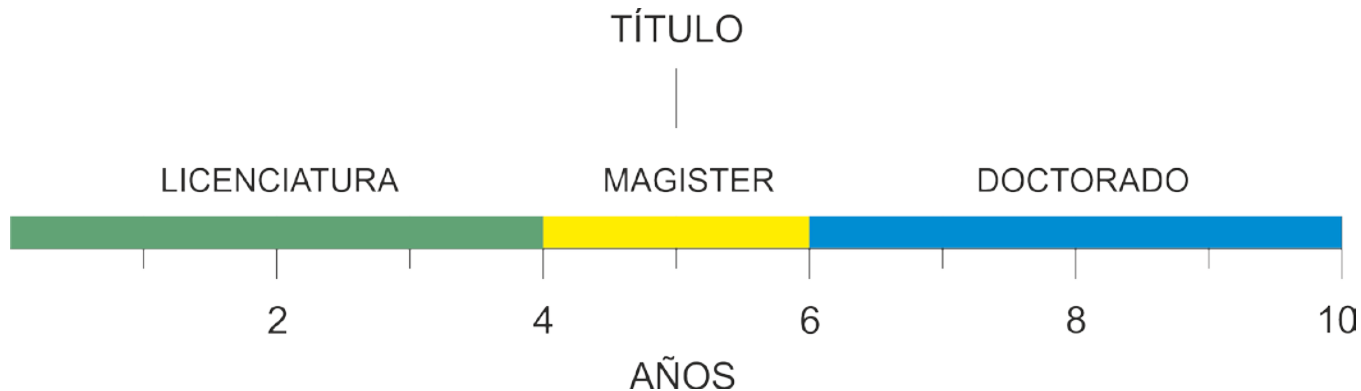 TÍTULO
LICENCIATURA MAGISTER DOCTORADO
2 4 6 8 10
AÑOS